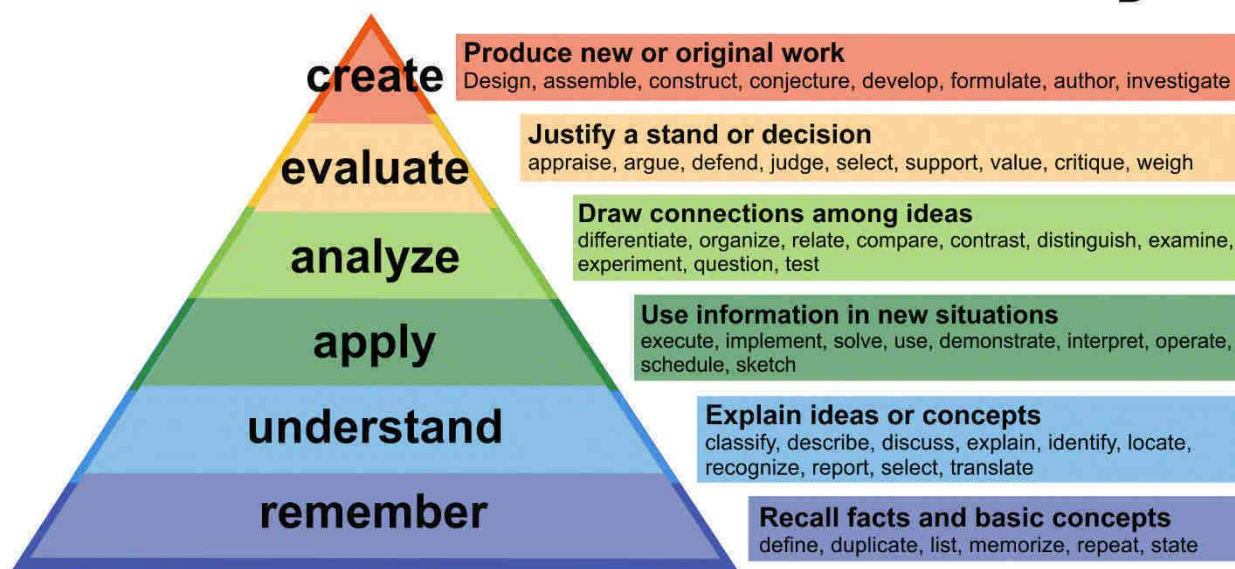 create
Produce new or original work
Design, assemble, construct, conjecture, develop, formulate, author, investigate
evaluate
Justify a stand or decision
appraise, argue, defend, judge, select, support, value, critique, weigh
analyze
Draw connections among ideas
differentiate, organize, relate, compare, contrast, distinguish, examine,
experiment, question, test
apply
Use information in new situations
execute, implement, solve, use, demonstrate, interpret, operate,
schedule, sketch
understand
Explain ideas or concepts
classify, describe, discuss, explain, identify, locate,
recognize, report, select, translate
remember
Recall facts and basic concepts
define, duplicate, list, memorize, repeat, state